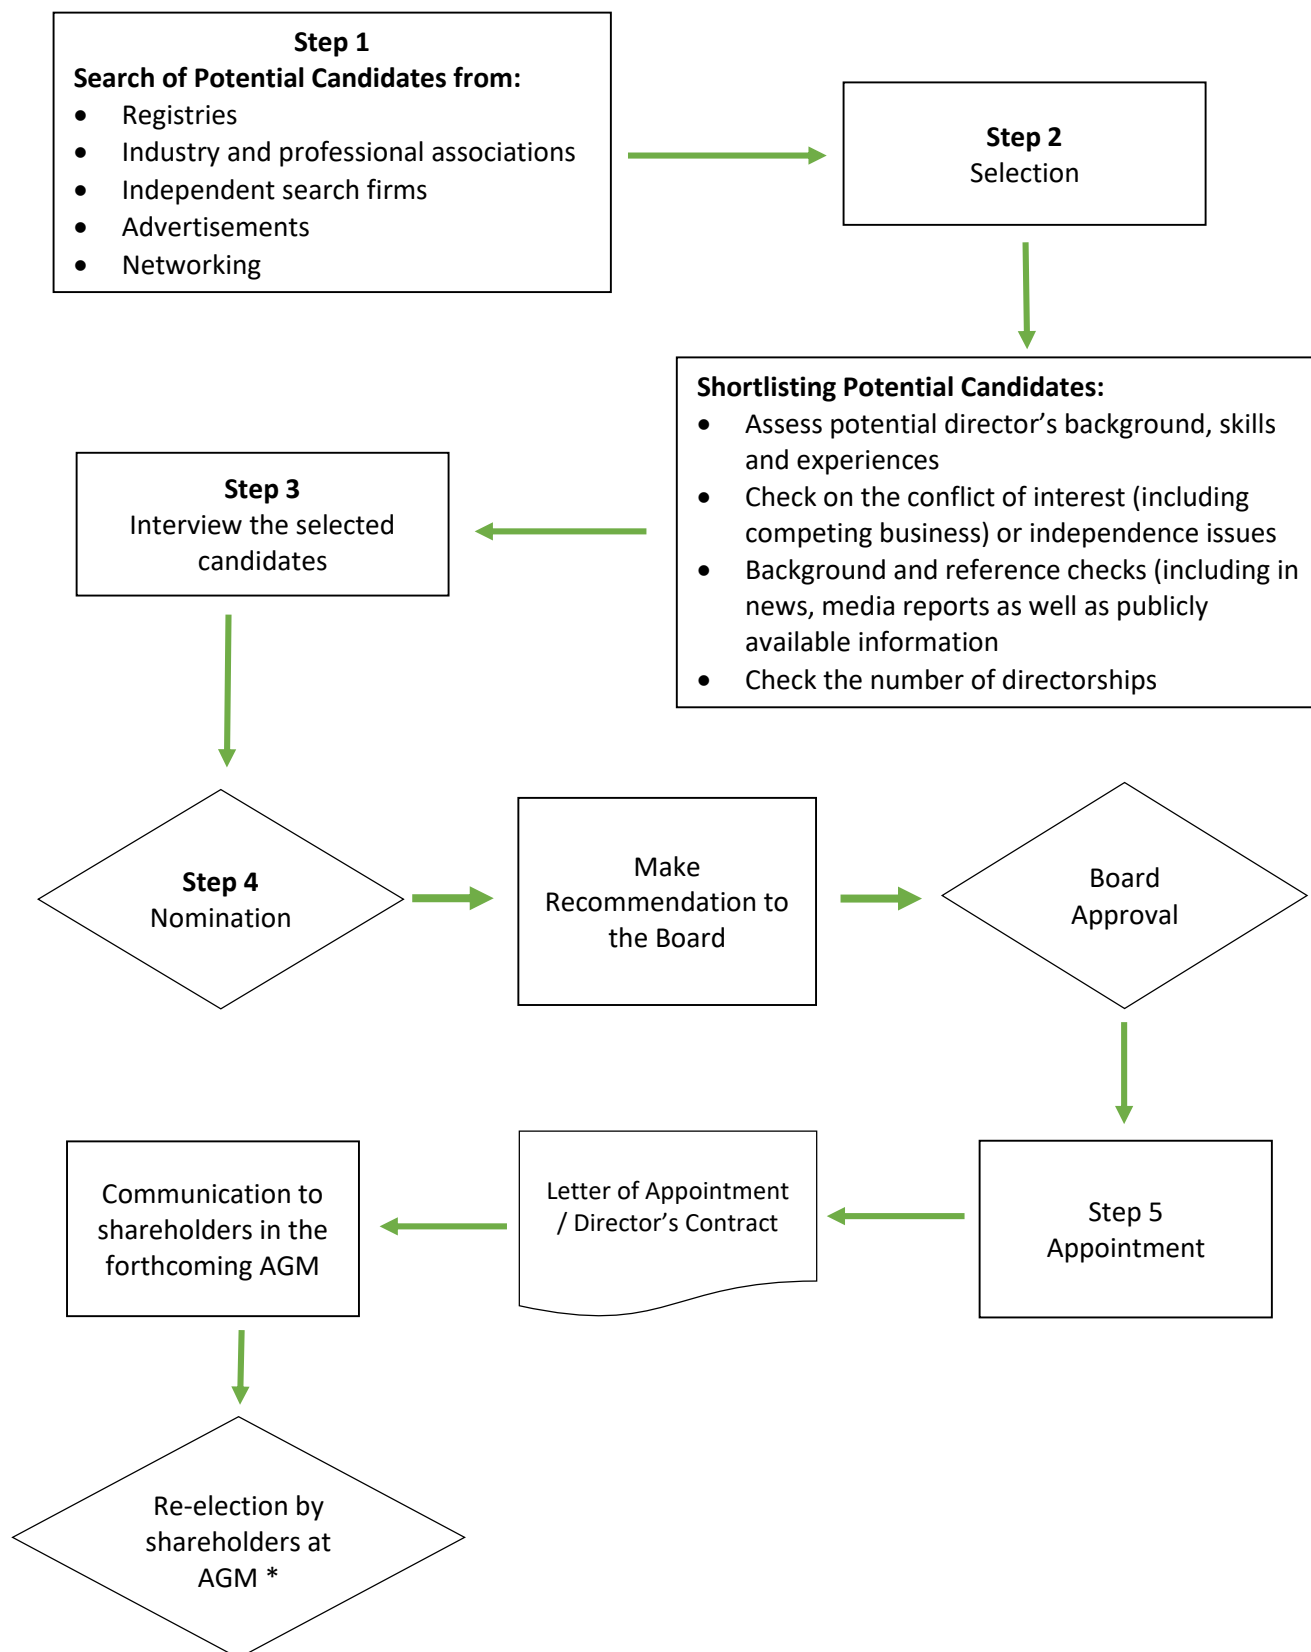 Step 1
Search of Potential Candidates from:
• Registries
• Industry and professional associations
• Independent search firms
• Advertisements
• Networking
Step 2
Selection
Shortlisting Potential Candidates:
• Assess potential director’s background, skills
and experiences
• Check on the conflict of interest (including
competing business) or independence issues
• Background and reference checks (including in
news, media reports as well as publicly
available information
• Check the number of directorships
Step 3
Interview the selected
candidates
Step 4
Nomination
Make
Recommendation to
the Board
Board
Approval
Step 5
Appointment
Letter of Appointment
/ Director’s Contract
Communication to
shareholders in the
forthcoming AGM
Re-election by
shareholders at
AGM *